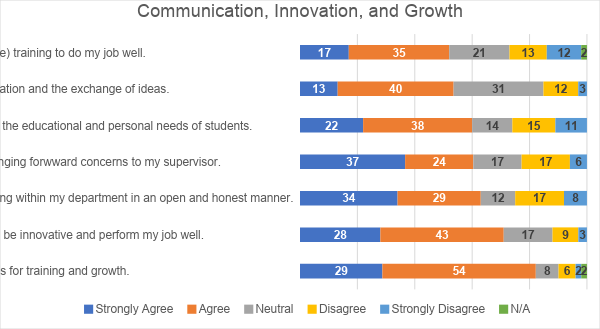 Communication, Innovation, and Growth
e) training to do my job well. 17 35 21 13 12 2
ation and the exchange of ideas. 13 40 31 12 3
the educational and personal needs of students. 22 38 14 15 11
nging forwward concerns to my supervisor. 37 24 17 17 6
ng within my department in an open and honest manner. 34 29 12 17 8
be innovative and perform my job well. 28 43 17 9 3
s for training and growth. 29 54 8 6 2 2
Strongly Agree Agree Neutral Disagree Strongly Disagree N/A